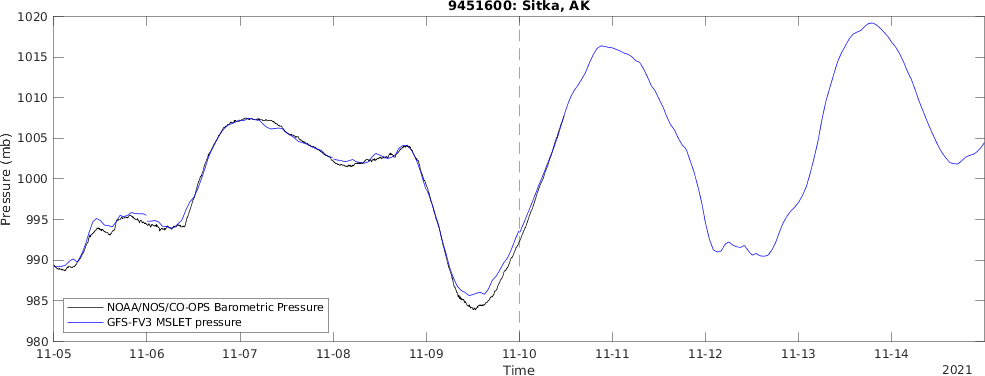 9451600: Sitka, AK
Pressure (mb)
1020
1015
1010
1005
1000
995
990
985
980
NOAA/NOS/CO-OPS Barometric Pressure
GFS-FV3 MSLET pressure
11-05 11-06 11-07 11-08 11-09 11-10 11-11 11-12 11-13 11-14
Time
2021